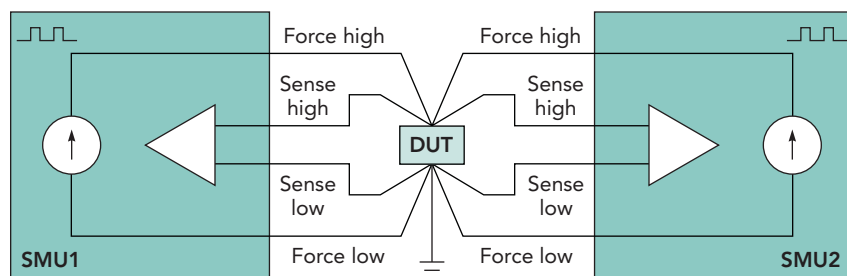 Force high
Force high
Sense
high
Sense
high
DUT
Sense
low
Sense
low
Force low
Force low
SMU1
SMU2